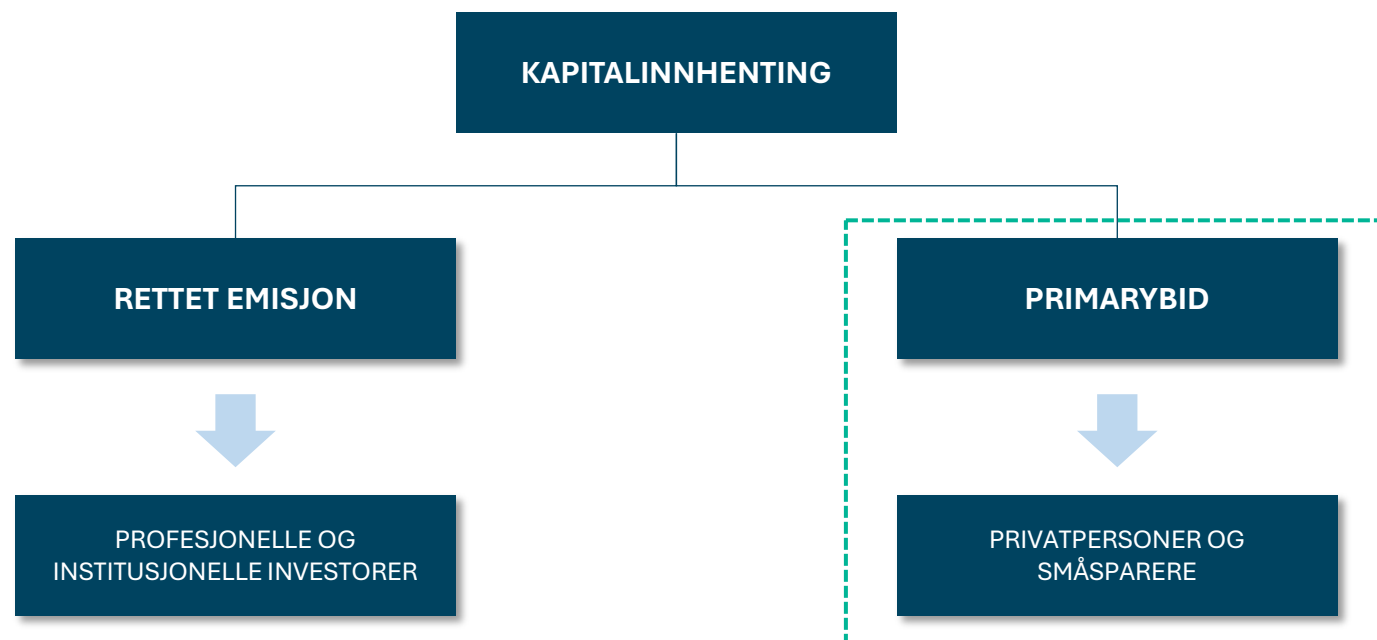 KAPITALINNHENTING
RETTET EMISJON
PRIMARYBID
PROFESJONELLE OG
INSTITUSJONELLE INVESTORER
PRIVATPERSONER OG
SMÅSPARERE